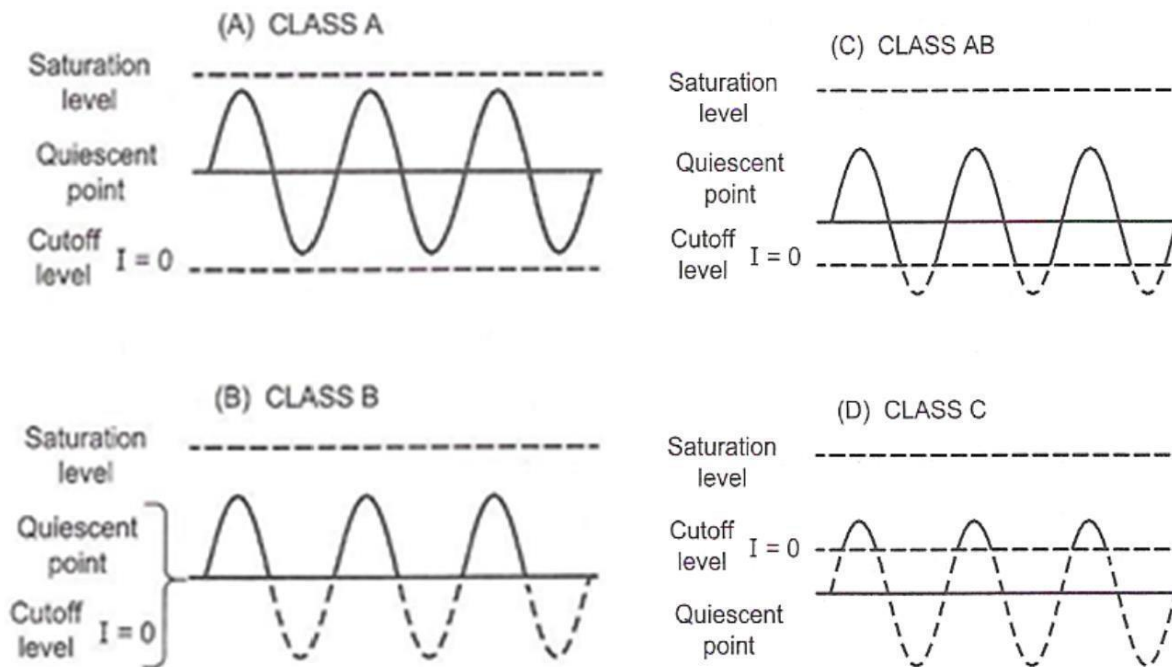 (A) CLASS A
Saturation
level
Quiescent
point
Cutoff
level I = 0
(B) CLASS B
Saturation
level
Quiescent
point
Cutoff
level I = 0
(C) CLASS AB
Saturation
level
Quiescent
point
Cutoff
level I = 0
(D) CLASS C
Saturation
level
Cutoff
level I = 0
Quiescent
point